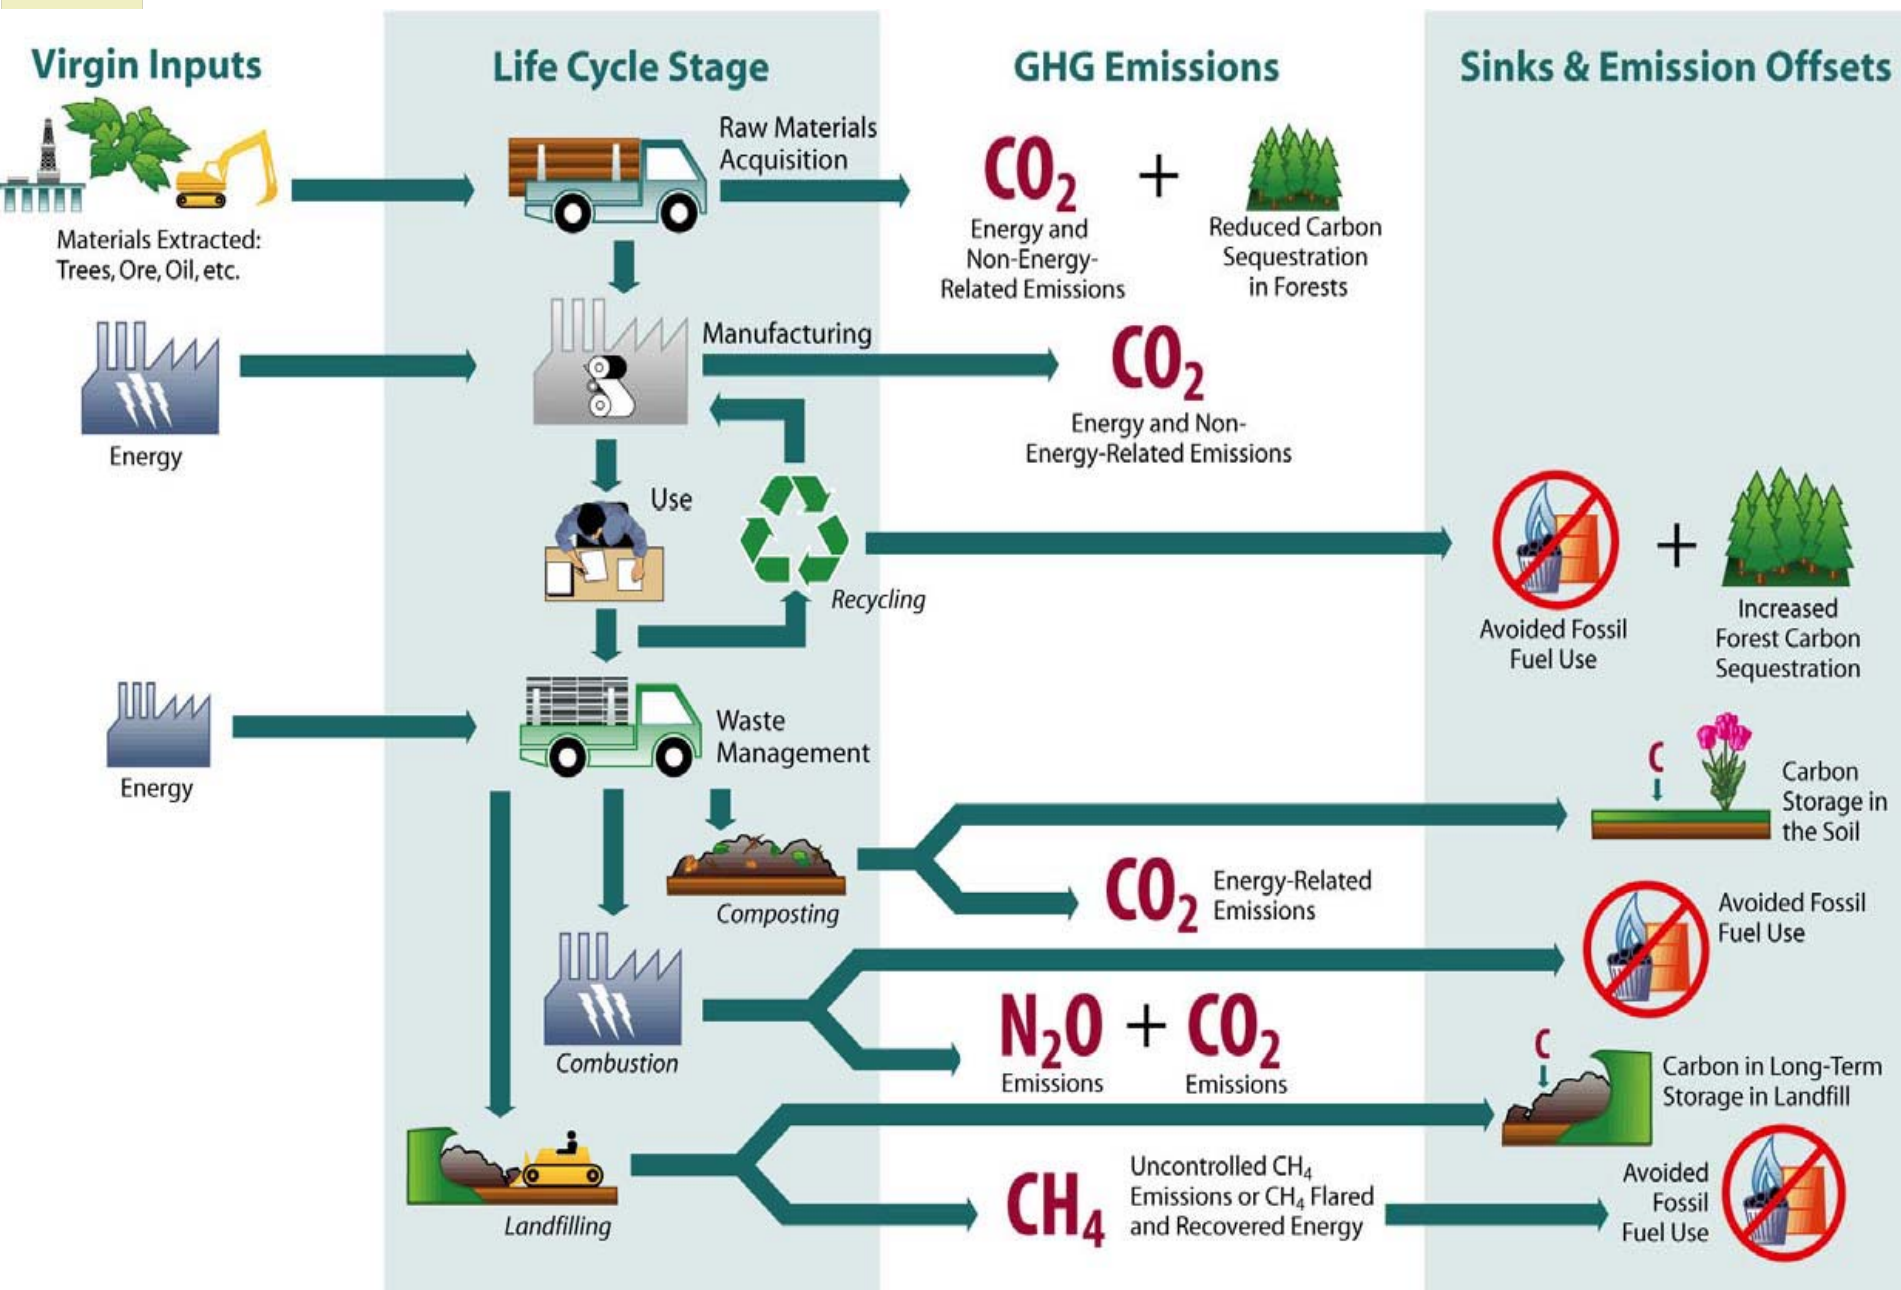 Virgin Inputs
Life Cycle Stage
GHG Emissions
Sinks & Emission Offsets
Materials Extracted:
Trees, Ore, Oil, etc.
Raw Materials
Acquisition
CO₂
Energy and
Non-Energy-
Related Emissions
+
Reduced Carbon
Sequestration
in Forests
Energy
Manufacturing
CO₂
Energy and Non-
Energy-Related Emissions
Use
Recycling
Avoided Fossil
Fuel Use
+
Increased
Forest Carbon
Sequestration
Energy
Waste
Management
Composting
C
Carbon
Storage in
the Soil
CO₂
Energy-Related
Emissions
Combustion
Avoided Fossil
Fuel Use
N₂O + CO₂
Emissions
Emissions
Landfilling
C
Carbon in Long-Term
Storage in Landfill
CH₄
Uncontrolled CH₄
Emissions or CH₄ Flared
and Recovered Energy
Avoided
Fossil
Fuel Use